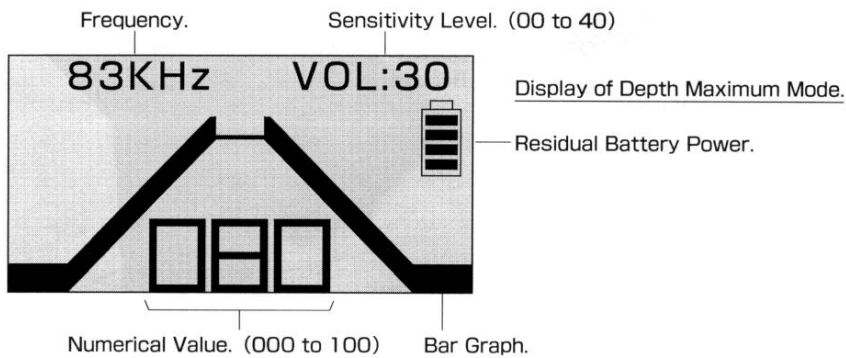 Frequency.
Sensitivity Level. (00 to 40)
83KHz
VOL:30
Display of Depth Maximum Mode.
Residual Battery Power.
080
Numerical Value. (000 to 100)
Bar Graph.